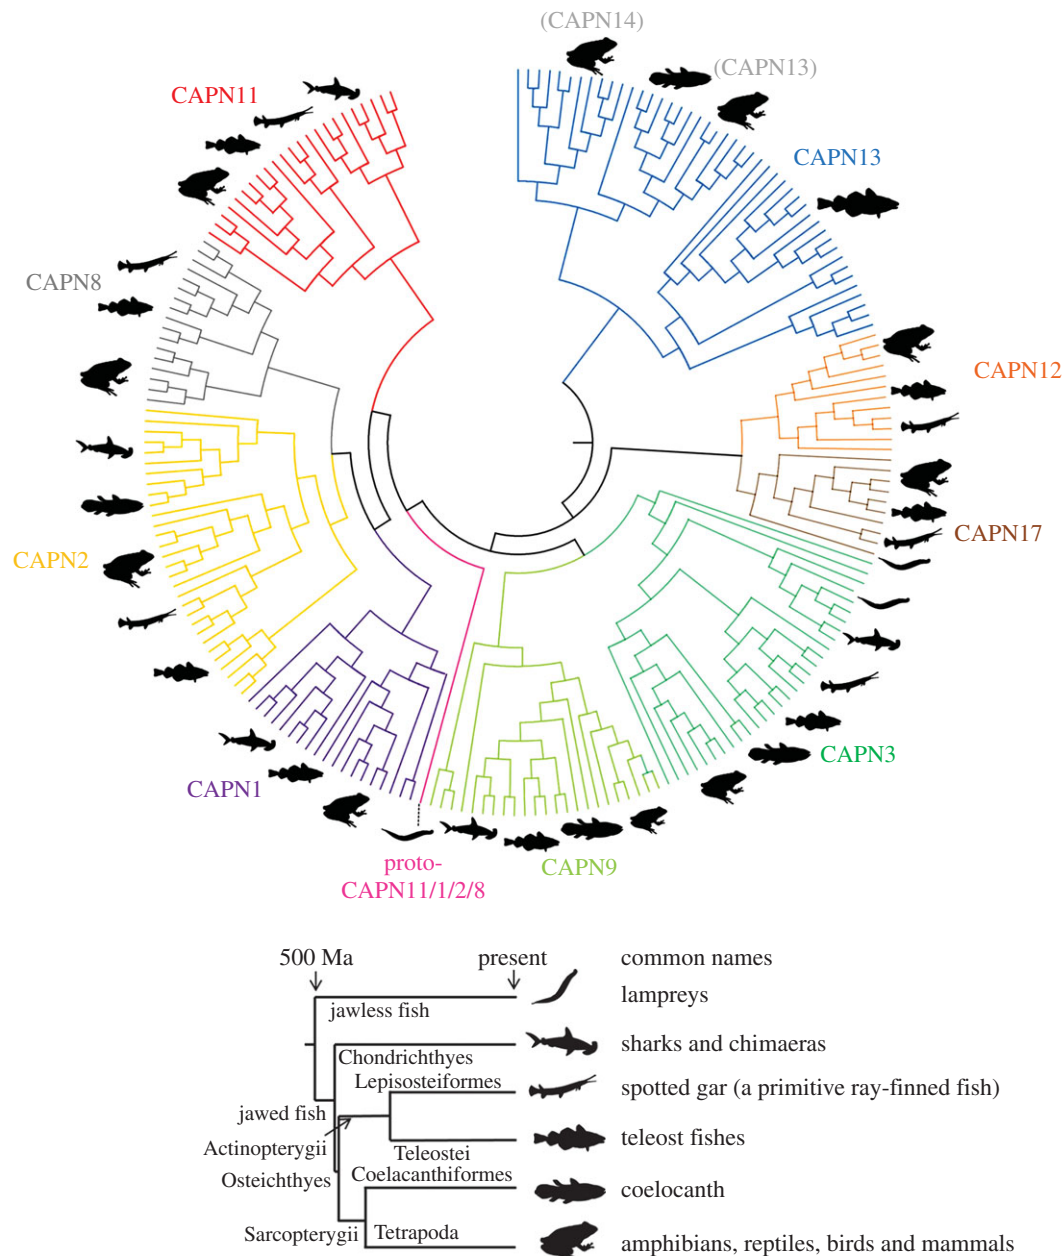 (CAPN14)
(CAPN13)
CAPN11
CAPN13
CAPN8
CAPN12
CAPN2
CAPN17
CAPN1
CAPN3
proto-
CAPN11/1/2/8
CAPN9
500 Ma
present
common names
jawless fish
lampreys
Chondrichthyes
sharks and chimaeras
Lepisosteiformes
spotted gar (a primitive ray-finned fish)
jawed fish
Actinopterygii
teleost fishes
Teleostei
Osteichthyes
Coelacanthiformes
coelocanth
Sarcopterygii
Tetrapoda
amphibians, reptiles, birds and mammals